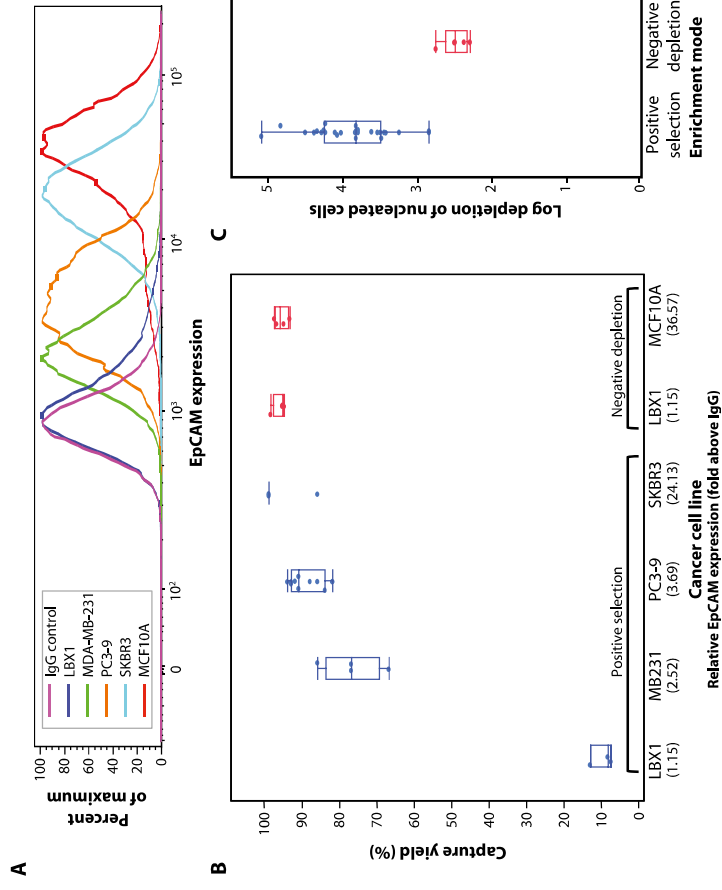 A
Percent
of maximum
100
80
60
40
20
0
IgG control
LBX1
MDA-MB-231
PC3-9
SKBR3
MCF10A
0
10²
10³
10⁴
10⁵
EpCAM expression
B
Capture yield (%)
100
90
80
70
60
50
40
30
20
10
0
Positive selection
Negative depletion
LBX1
(1.15)
MB231
(2.52)
PC3-9
(3.69)
SKBR3
(24.13)
LBX1
(1.15)
MCF10A
(36.57)
Cancer cell line
Relative EpCAM expression (fold above IgG)
C
Log depletion of nucleated cells
5
4
3
2
1
0
Positive
selection
Negative
depletion
Enrichment mode